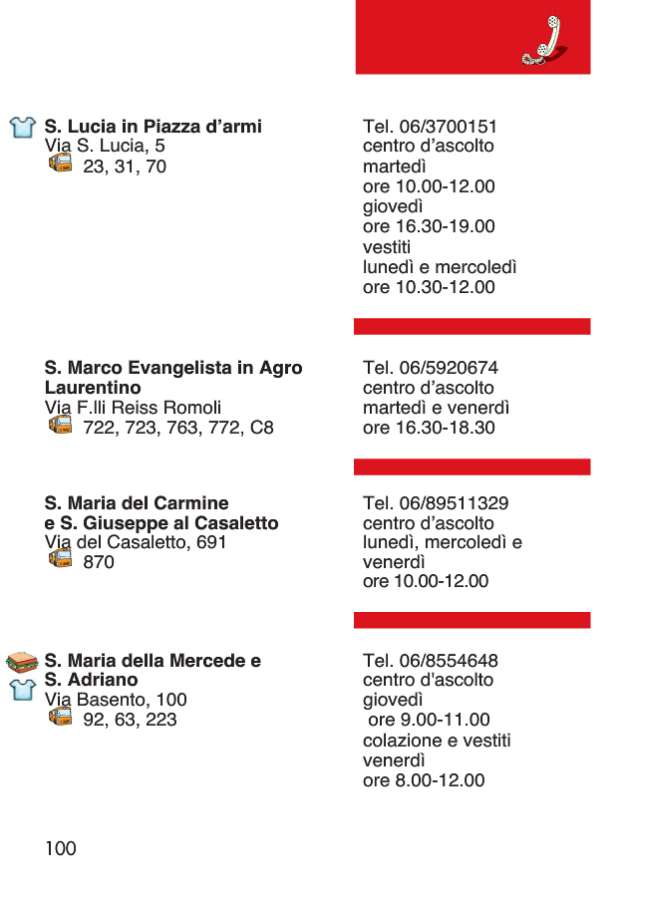 S. Lucia in Piazza d’armi
Via S. Lucia, 5
23, 31, 70
Tel. 06/3700151
centro d’ascolto
martedì
ore 10.00-12.00
giovedì
ore 16.30-19.00
vestiti
lunedì e mercoledì
ore 10.30-12.00
S. Marco Evangelista in Agro
Laurentino
Via F.lli Reiss Romoli
722, 723, 763, 772, C8
Tel. 06/5920674
centro d’ascolto
martedì e venerdì
ore 16.30-18.30
S. Maria del Carmine
e S. Giuseppe al Casaletto
Via del Casaletto, 691
870
Tel. 06/89511329
centro d’ascolto
lunedì, mercoledì e
venerdì
ore 10.00-12.00
S. Maria della Mercede e
S. Adriano
Via Basento, 100
92, 63, 223
Tel. 06/8554648
centro d'ascolto
giovedì
ore 9.00-11.00
colazione e vestiti
venerdì
ore 8.00-12.00
100